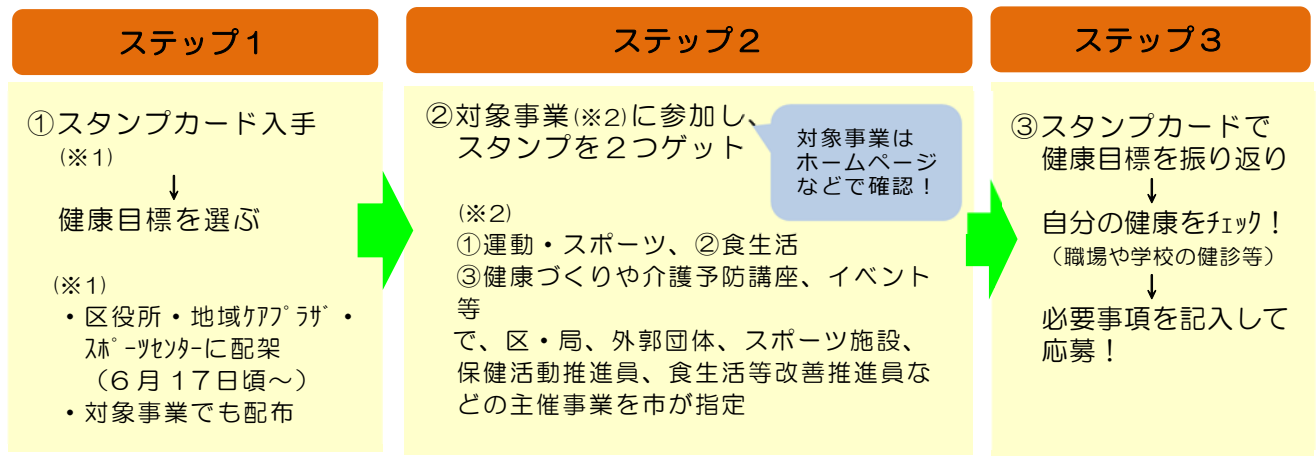 ステップ1
①スタンプカード入手
(※1)
↓
健康目標を選ぶ
(※1)
・区役所・地域ｹｱﾌﾟﾗｻﾞ・
ｽﾎﾟｰﾂｾﾝﾀｰに配架
（６月１７日頃～）
・対象事業でも配布
ステップ２
②対象事業(※2)に参加し、
スタンプを２つゲット
対象事業は
ホームページ
などで確認！
(※2)
①運動・スポーツ、②食生活
③健康づくりや介護予防講座、イベント
等
で、区・局、外郭団体、スポーツ施設、
保健活動推進員、食生活等改善推進員な
どの主催事業を市が指定
ステップ３
③スタンプカードで
健康目標を振り返り
↓
自分の健康をﾁｪｯｸ！
（職場や学校の健診等）
↓
必要事項を記入して
応募！